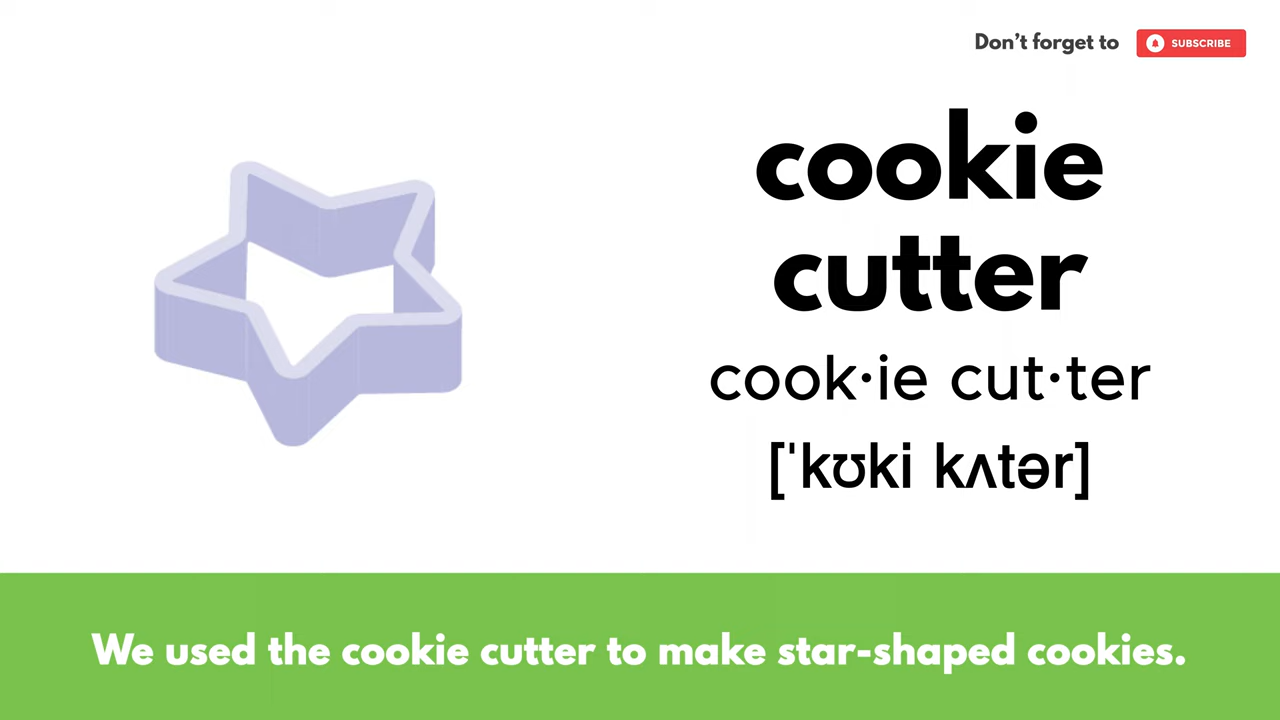 Don't forget to SUBSCRIBE
cookie
cutter
cook·ie cut·ter
[ˈkʊki kʌtər]
We used the cookie cutter to make star-shaped cookies.